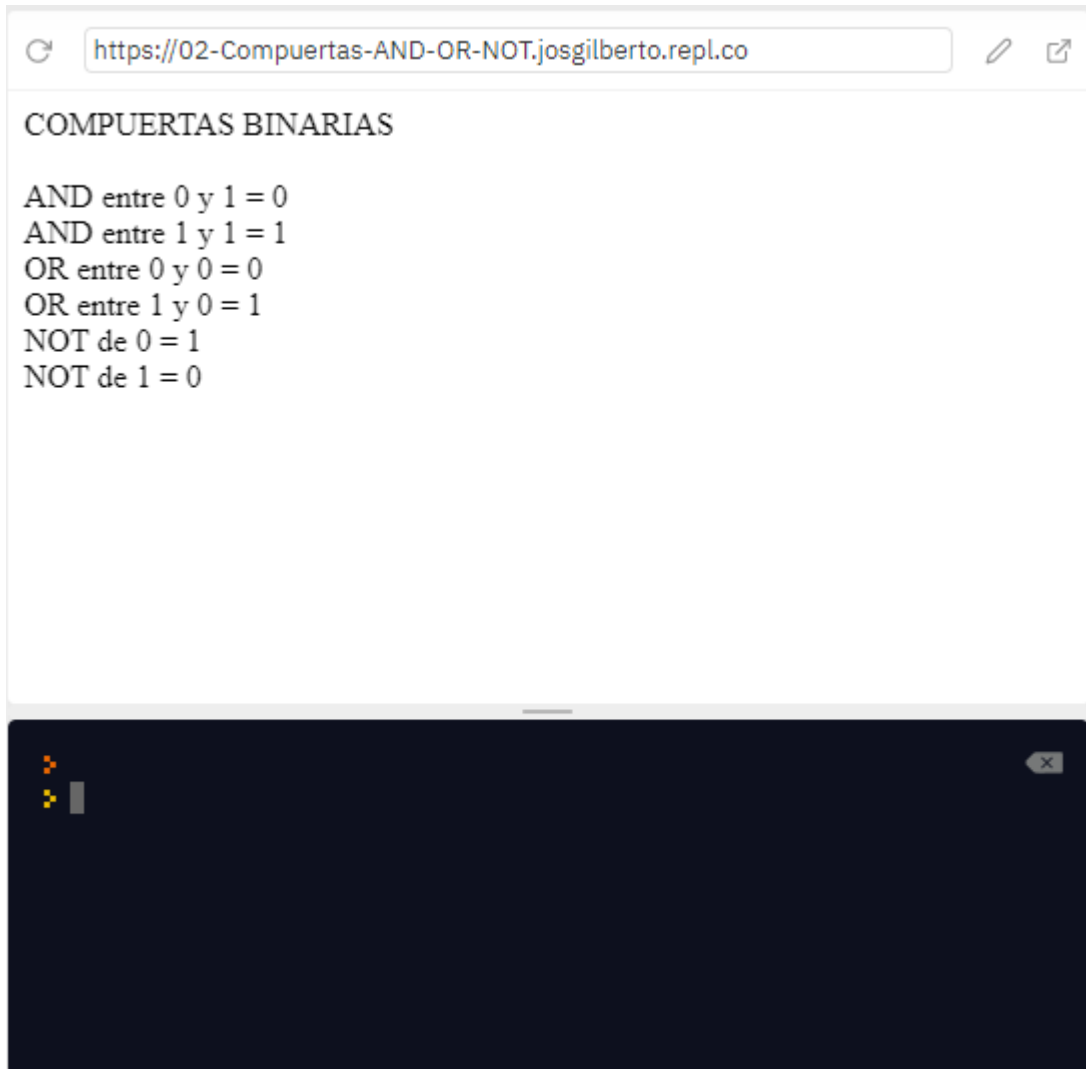 https://02-Compuertas-AND-OR-NOT.josgilberto.repl.co
COMPUERTAS BINARIAS
AND entre 0 y 1 = 0
AND entre 1 y 1 = 1
OR entre 0 y 0 = 0
OR entre 1 y 0 = 1
NOT de 0 = 1
NOT de 1 = 0
>
>